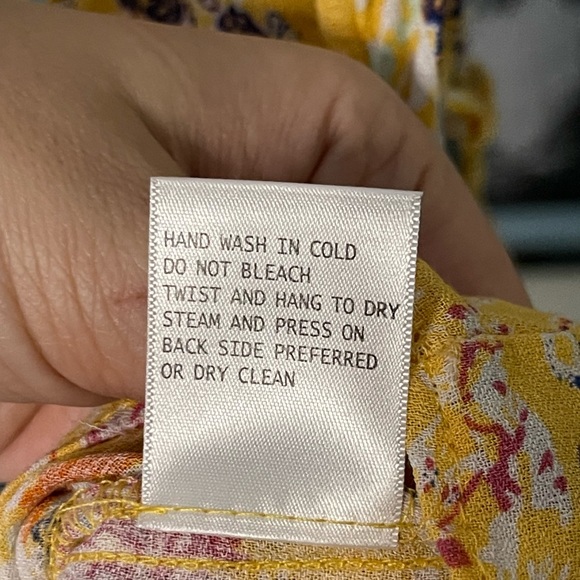 HAND WASH IN COLD
DO NOT BLEACH
TWIST AND HANG TO DRY
STEAM AND PRESS ON
BACK SIDE PREFERRED
OR DRY CLEAN